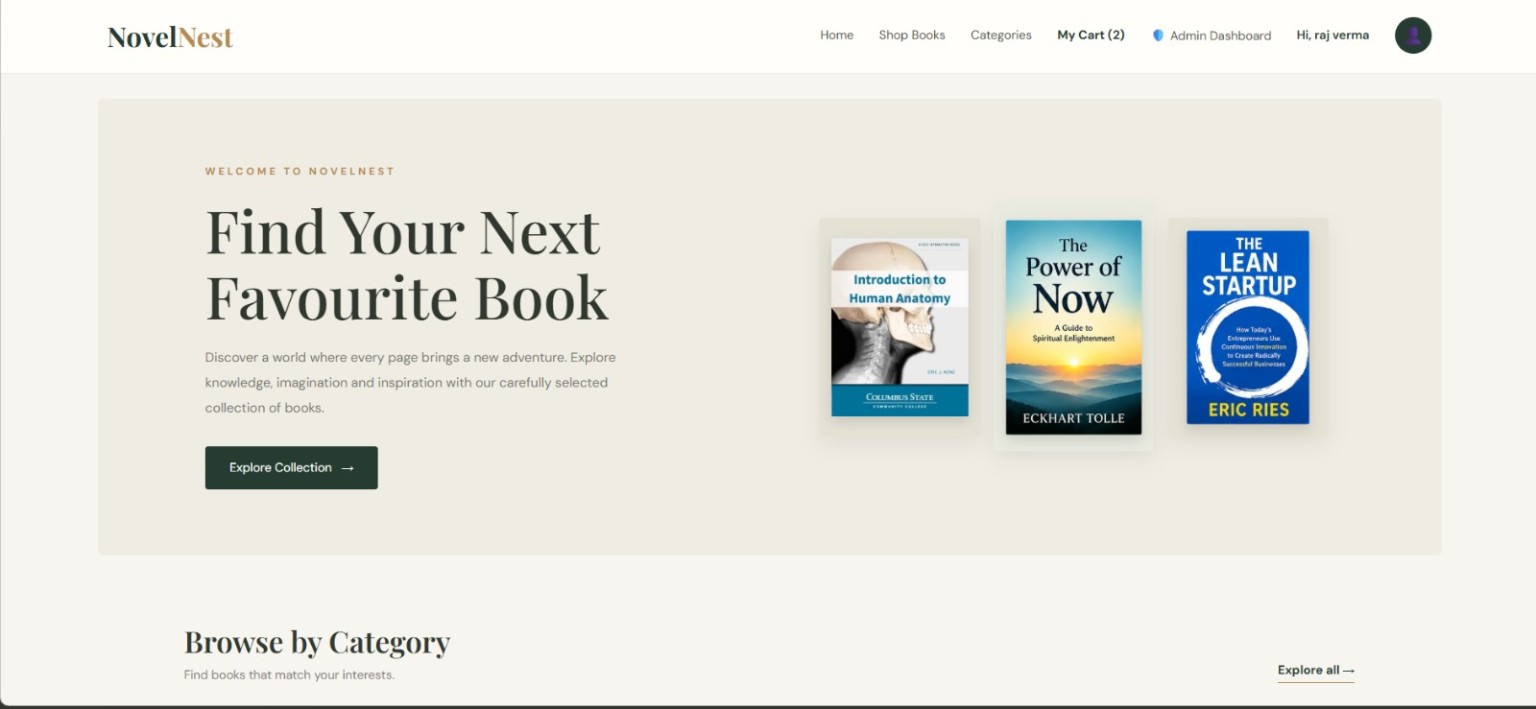 NovelNest
Home
Shop Books
Categories
My Cart (2)
Admin Dashboard
Hi, raj verma
WELCOME TO NOVELNEST
Find Your Next
Favourite Book
Discover a world where every page brings a new adventure. Explore
knowledge, imagination and inspiration with our carefully selected
collection of books.
Explore Collection →
Introduction to
Human Anatomy
COLUMBUS STATE
COMMUNITY COLLEGE
The
Power of
Now
A Guide to
Spiritual Enlightenment
ECKHART TOLLE
THE
LEAN
STARTUP
How Today's
Entrepreneurs Use
Continuous Innovation
to Create Radically
Successful Businesses
ERIC RIES
Browse by Category
Find books that match your interests.
Explore all →